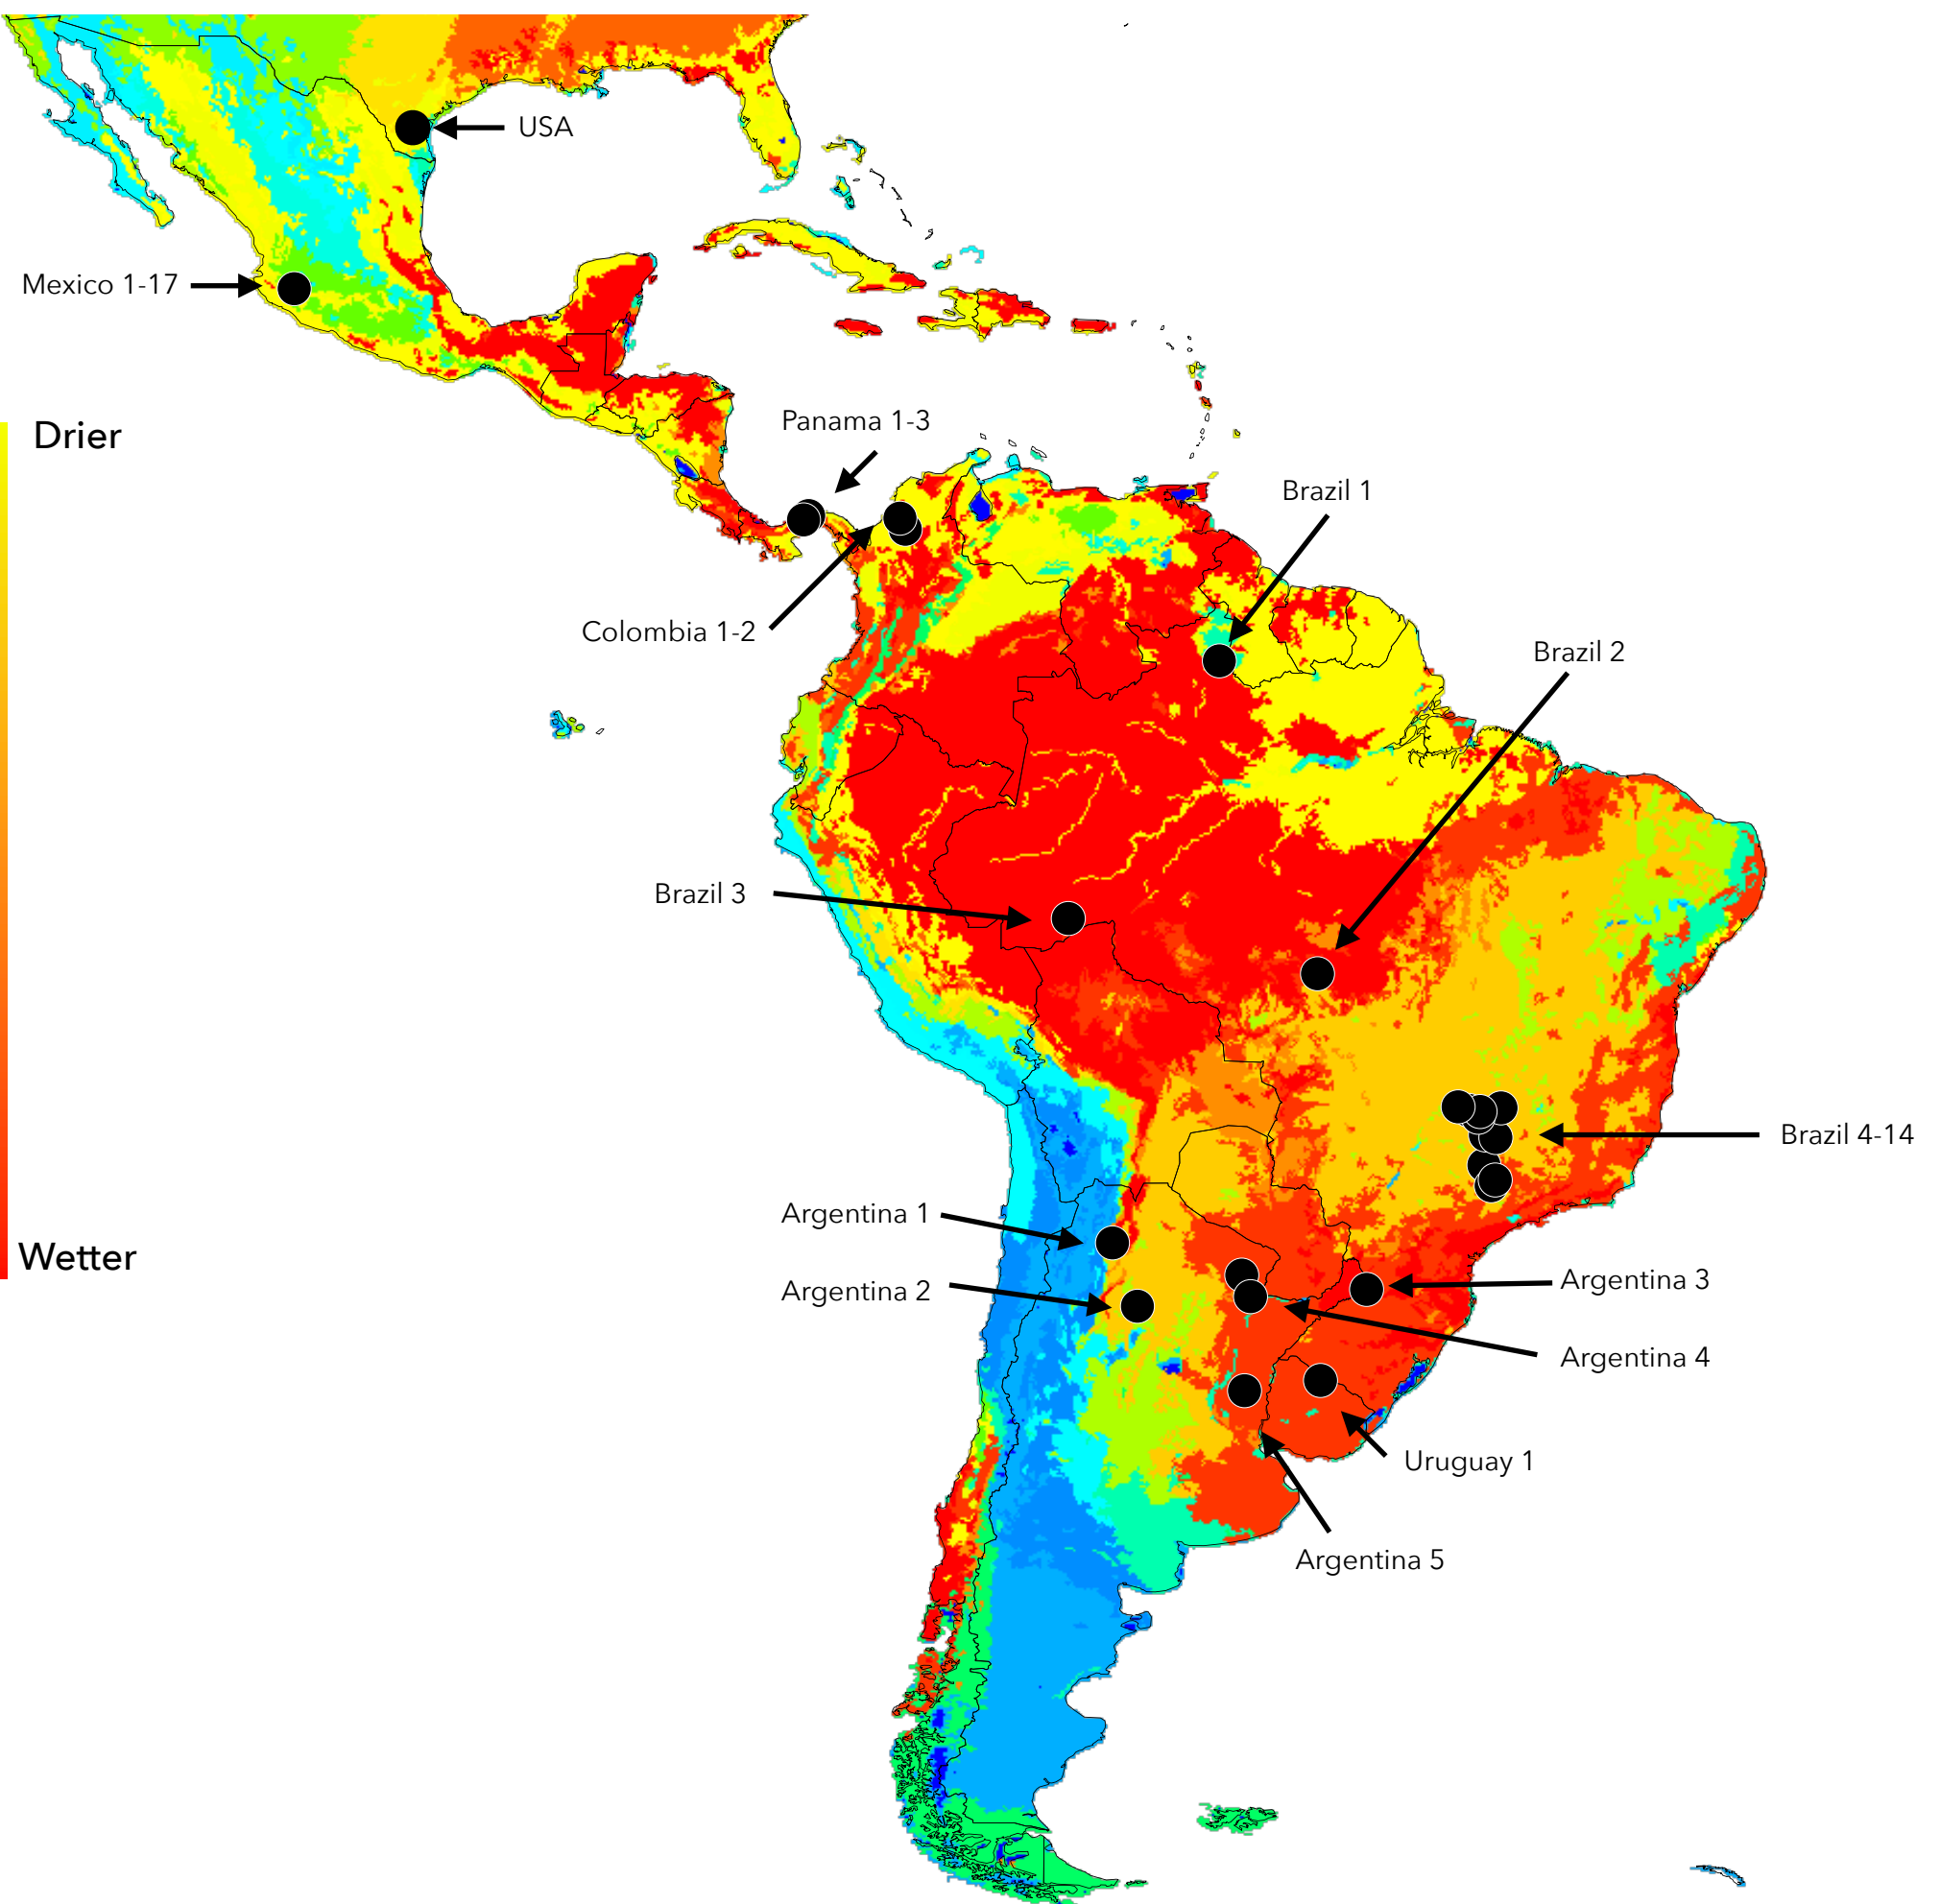 USA
Mexico 1-17
Panama 1-3
Drier
Brazil 1
Colombia 1-2
Brazil 2
Brazil 3
Brazil 4-14
Argentina 1
Wetter
Argentina 3
Argentina 2
Argentina 4
Uruguay 1
Argentina 5